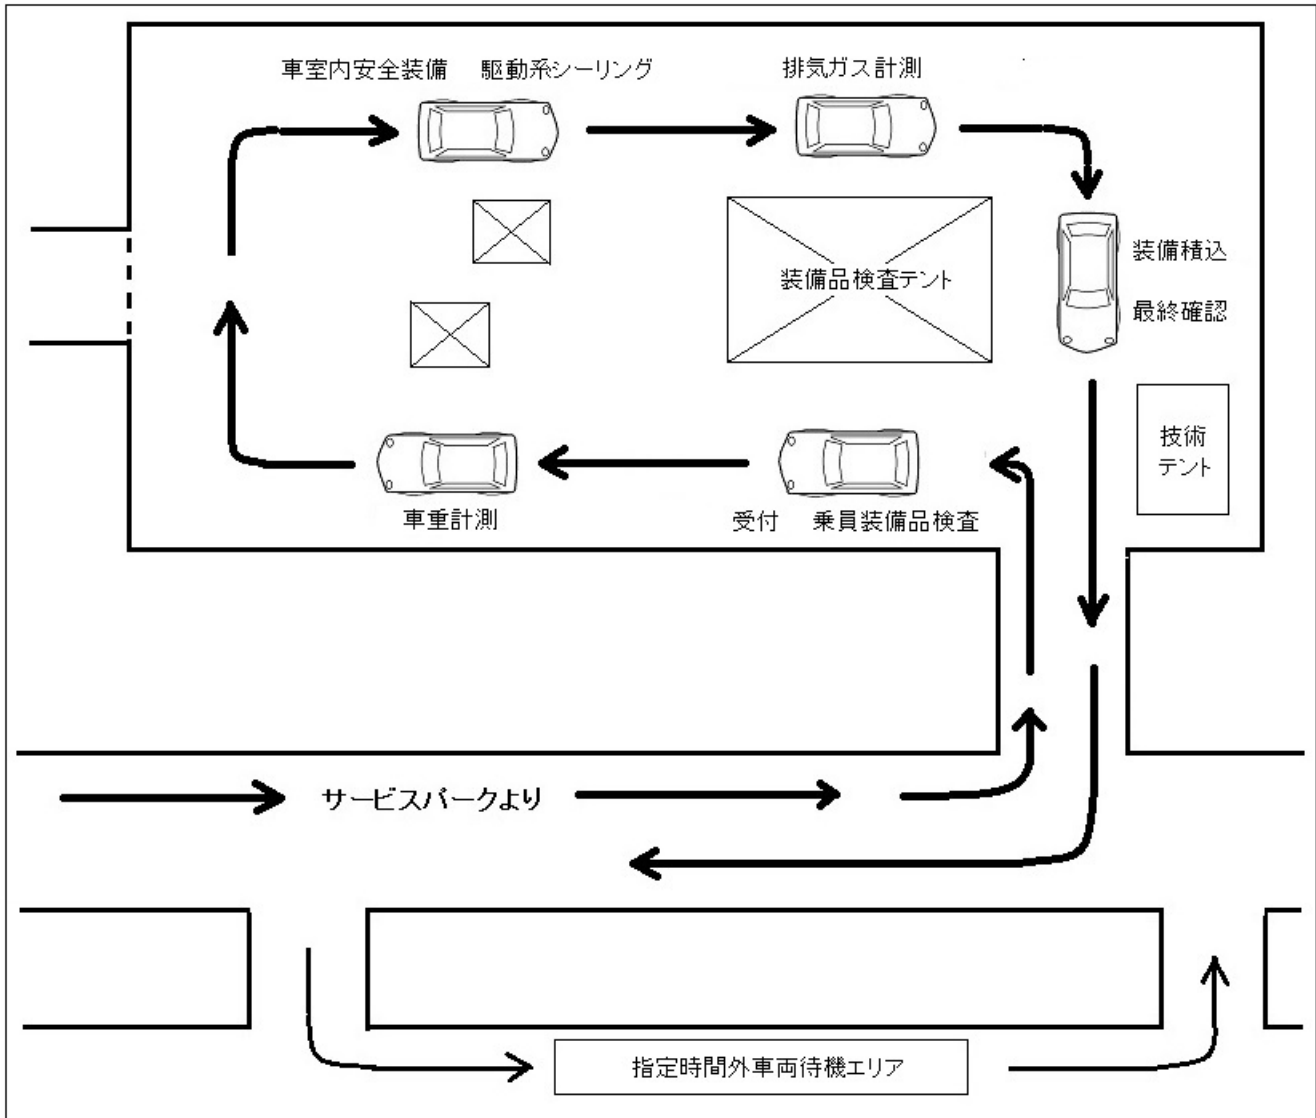 車室内安全装備 駆動系シーリング
排気ガス計測
装備品検査テント
装備積込
最終確認
技術
テント
車重計測
受付 乗員装備品検査
サービスパークより
指定時間外車両待機エリア